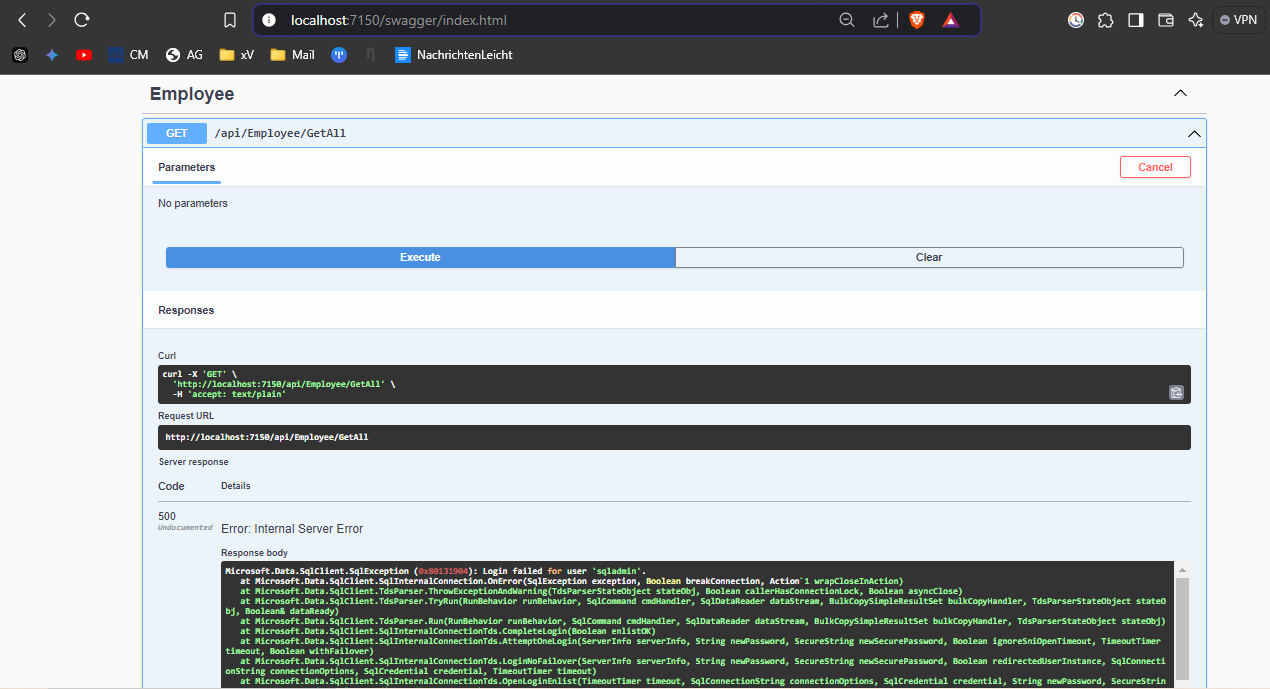 localhost:7150/swagger/index.html
VPN
CM
AG
xV
Mail
NachrichtenLeicht
Employee
GET /api/Employee/GetAll
Parameters
Cancel
No parameters
Execute
Clear
Responses
Curl
curl -X 'GET' \
'http://localhost:7150/api/Employee/GetAll' \
-H 'accept: text/plain'
Request URL
http://localhost:7150/api/Employee/GetAll
Server response
Code Details
500
Undocumented
Error: Internal Server Error
Response body
Microsoft.Data.SqlClient.SqlException (0x80131904): Login failed for user 'sqladmin'.
at Microsoft.Data.SqlClient.SqlInternalConnection.OnError(SqlException exception, Boolean breakConnection, Action`1 wrapCloseInAction)
at Microsoft.Data.SqlClient.TdsParser.ThrowExceptionAndWarning(TdsParserStateObject stateObj, Boolean callerHasConnectionLock, Boolean asyncClose)
at Microsoft.Data.SqlClient.TdsParser.TryRun(RunBehavior runBehavior, SqlCommand cmdHandler, SqlDataReader dataStream, BulkCopySimpleResultSet bulkCopyHandler, TdsParserStateObject stateO
bj, Boolean& dataReady)
at Microsoft.Data.SqlClient.TdsParser.Run(RunBehavior runBehavior, SqlCommand cmdHandler, SqlDataReader dataStream, BulkCopySimpleResultSet bulkCopyHandler, TdsParserStateObject stateObj)
at Microsoft.Data.SqlClient.SqlInternalConnectionTds.CompleteLogin(Boolean enlistOK)
at Microsoft.Data.SqlClient.SqlInternalConnectionTds.AttemptOneLogin(ServerInfo serverInfo, String newPassword, SecureString newSecurePassword, Boolean ignoreSniOpenTimeout, TimeoutTimer
timeout, Boolean withFailover)
at Microsoft.Data.SqlClient.SqlInternalConnectionTds.LoginNoFailover(ServerInfo serverInfo, String newPassword, SecureString newSecurePassword, Boolean redirectedUserInstance, SqlConnecti
onString connectionOptions, SqlCredential credential, TimeoutTimer timeout)
at Microsoft.Data.SqlClient.SqlInternalConnectionTds.OpenLoginEnlist(TimeoutTimer timeout, SqlConnectionString connectionOptions, SqlCredential credential, String newPassword, SecureStrin